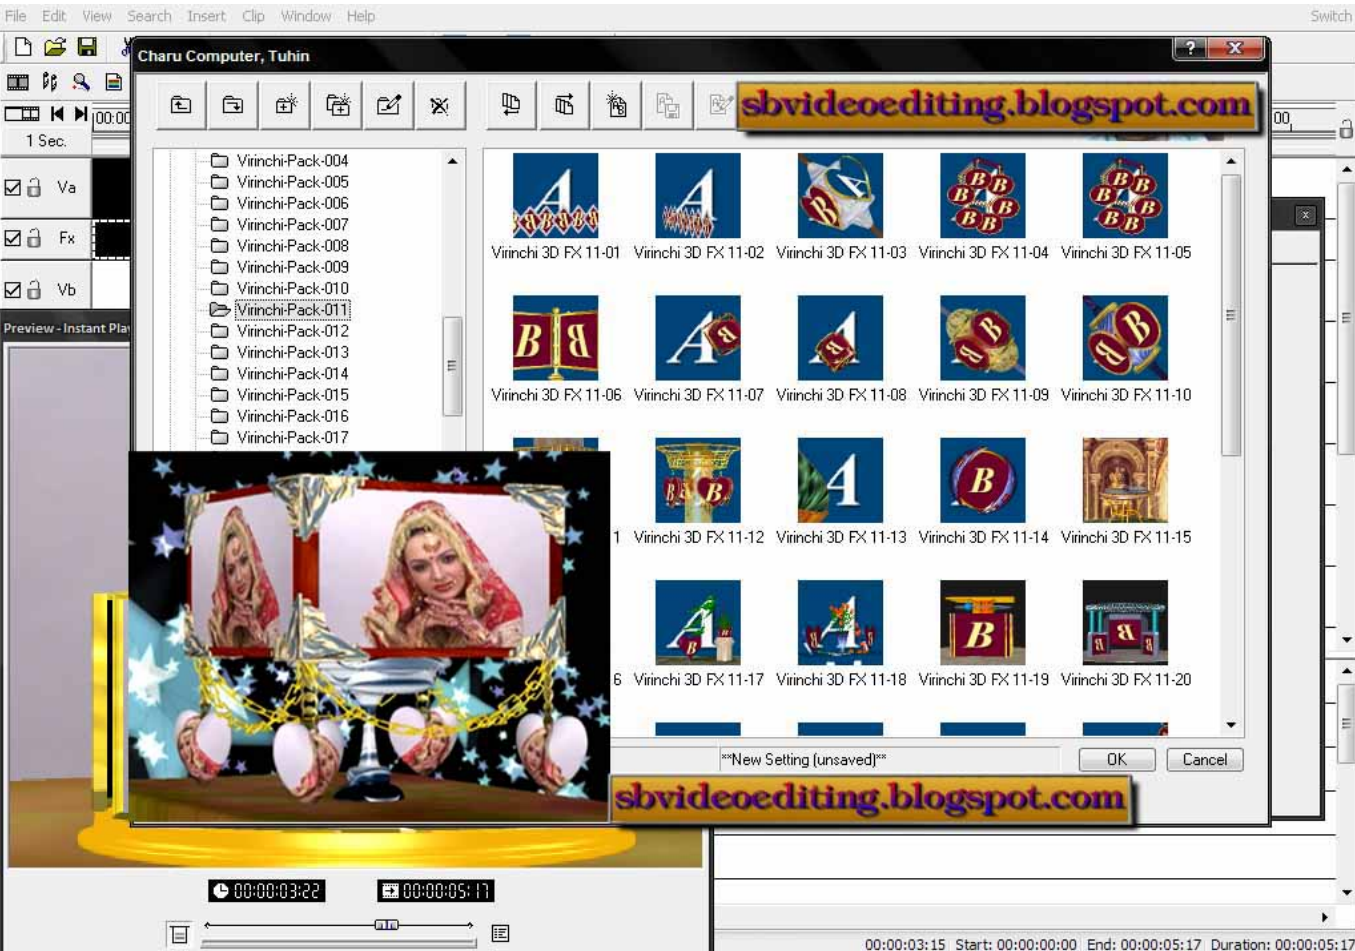 File Edit View Search Insert Clip Window Help Switch
Charu Computer, Tuhin
sbvideoediting.blogspot.com
00:00
00
1 Sec.
Va
Fx
Vb
Preview - Instant Play
Virinchi-Pack-004
Virinchi-Pack-005
Virinchi-Pack-006
Virinchi-Pack-007
Virinchi-Pack-008
Virinchi-Pack-009
Virinchi-Pack-010
Virinchi-Pack-011
Virinchi-Pack-012
Virinchi-Pack-013
Virinchi-Pack-014
Virinchi-Pack-015
Virinchi-Pack-016
Virinchi-Pack-017
Virinchi 3D FX 11-01 Virinchi 3D FX 11-02 Virinchi 3D FX 11-03 Virinchi 3D FX 11-04 Virinchi 3D FX 11-05
Virinchi 3D FX 11-06 Virinchi 3D FX 11-07 Virinchi 3D FX 11-08 Virinchi 3D FX 11-09 Virinchi 3D FX 11-10
1 Virinchi 3D FX 11-12 Virinchi 3D FX 11-13 Virinchi 3D FX 11-14 Virinchi 3D FX 11-15
6 Virinchi 3D FX 11-17 Virinchi 3D FX 11-18 Virinchi 3D FX 11-19 Virinchi 3D FX 11-20
**New Setting (unsaved)** OK Cancel
sbvideoediting.blogspot.com
00:00:03:22 00:00:05:17
00:00:03:15 Start: 00:00:00:00 End: 00:00:05:17 Duration: 00:00:05:17